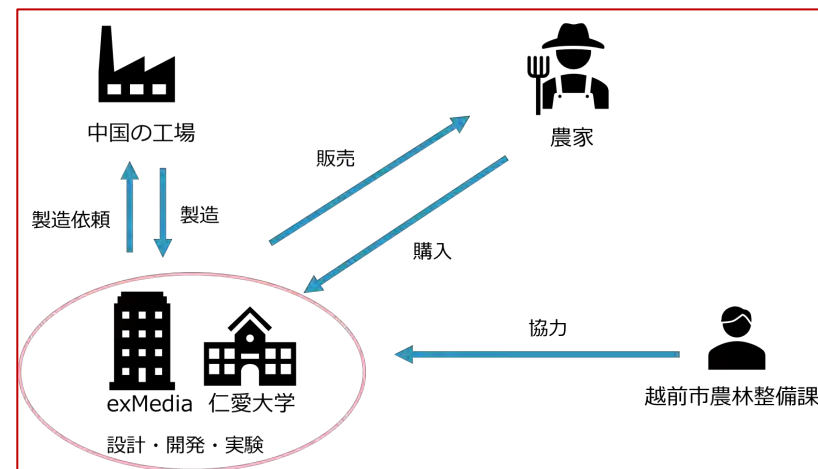 中国の工場
農家
販売
製造依頼
製造
購入
協力
exMedia 仁愛大学
越前市農林整備課
設計・開発・実験